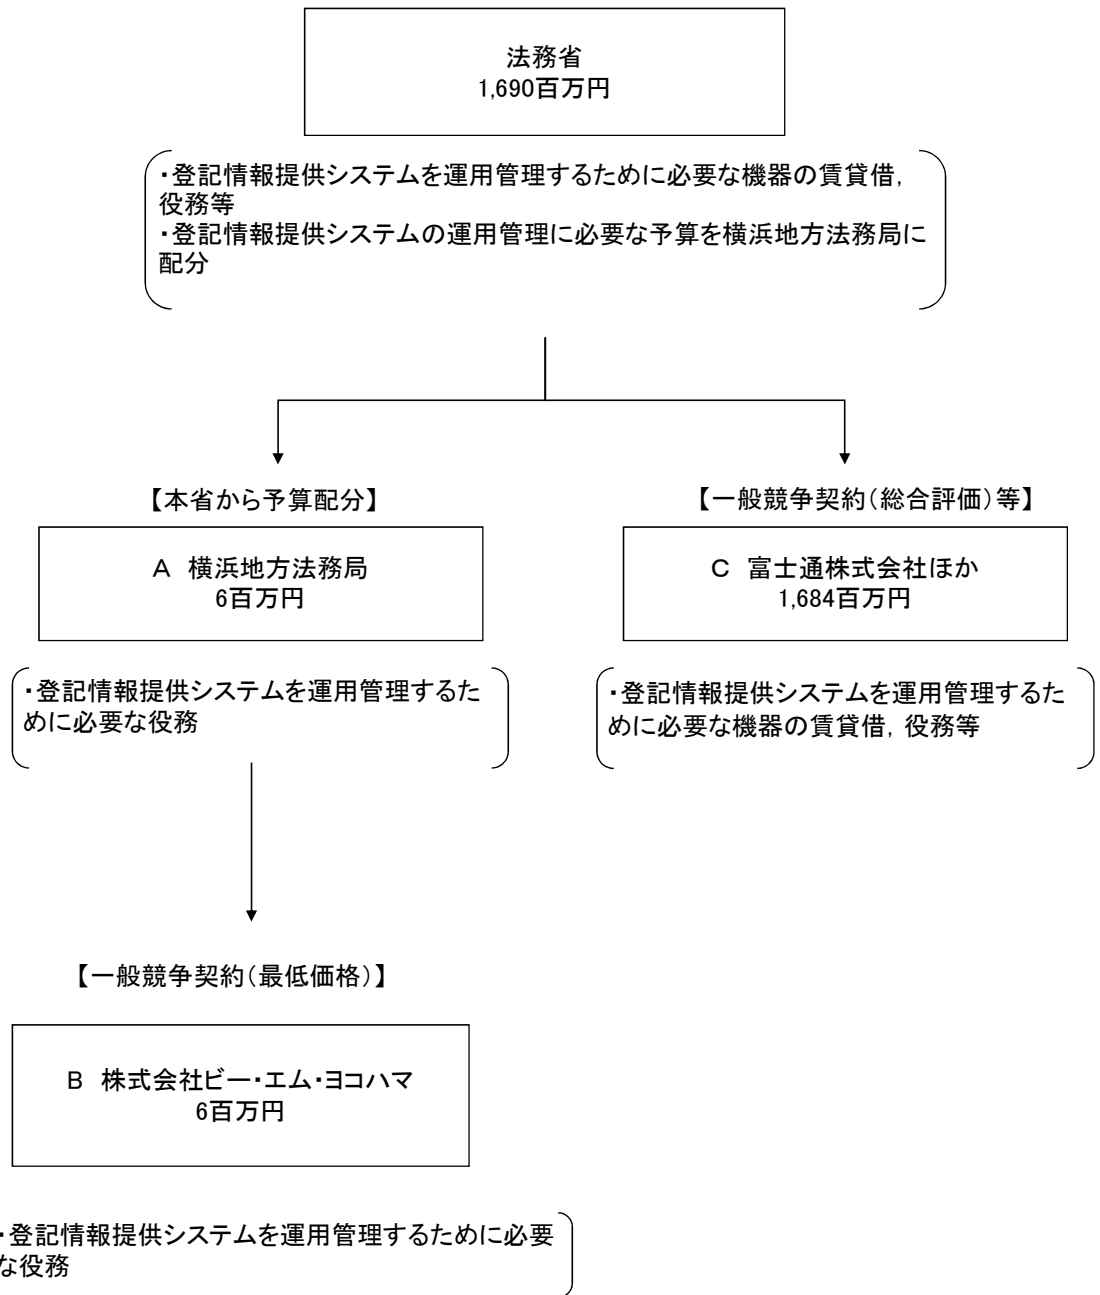 法務省
1,690百万円
・登記情報提供システムを運用管理するために必要な機器の賃貸借,
役務等
・登記情報提供システムの運用管理に必要な予算を横浜地方法務局に
配分
【本省から予算配分】
【一般競争契約(総合評価)等】
A 横浜地方法務局
6百万円
C 富士通株式会社ほか
1,684百万円
・登記情報提供システムを運用管理するた
めに必要な役務
・登記情報提供システムを運用管理するた
めに必要な機器の賃貸借, 役務等
【一般競争契約(最低価格)】
B 株式会社ビー・エム・ヨコハマ
6百万円
・登記情報提供システムを運用管理するために必要
な役務